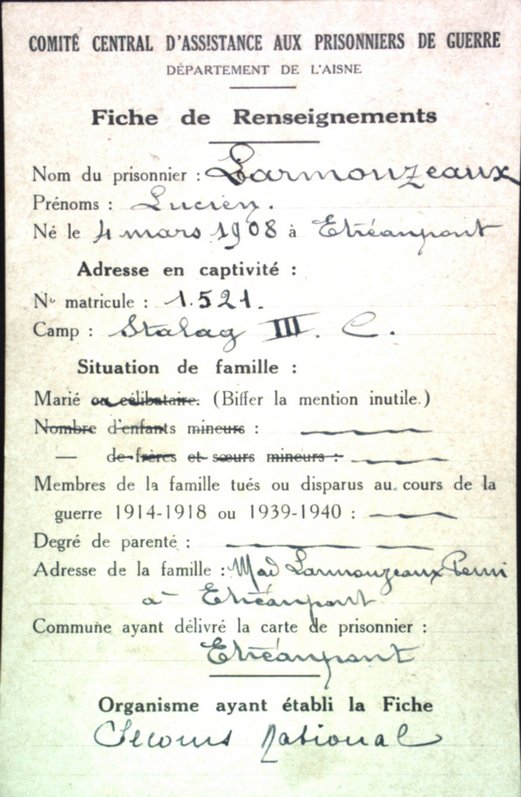 COMITÉ CENTRAL D'ASSISTANCE AUX PRISONNIERS DE GUERRE
DÉPARTEMENT DE L'AISNE
Fiche de Renseignements
Nom du prisonnier : Larmouzeaux
Prénoms : Lucien.
Né le 4 mars 1908 à Etréaupont
Adresse en captivité :
N° matricule : 1.521.
Camp : Stalag III. C.
Situation de famille :
Marié ou célibataire. (Biffer la mention inutile.)
Nombre d'enfants mineurs :
— de frères et sœurs mineurs :
Membres de la famille tués ou disparus au cours de la
guerre 1914-1918 ou 1939-1940 :
Degré de parenté :
Adresse de la famille : Mad Larmouzeaux
à Etréaupont
Commune ayant délivré la carte de prisonnier :
Etréaupont
Organisme ayant établi la Fiche
Secours National